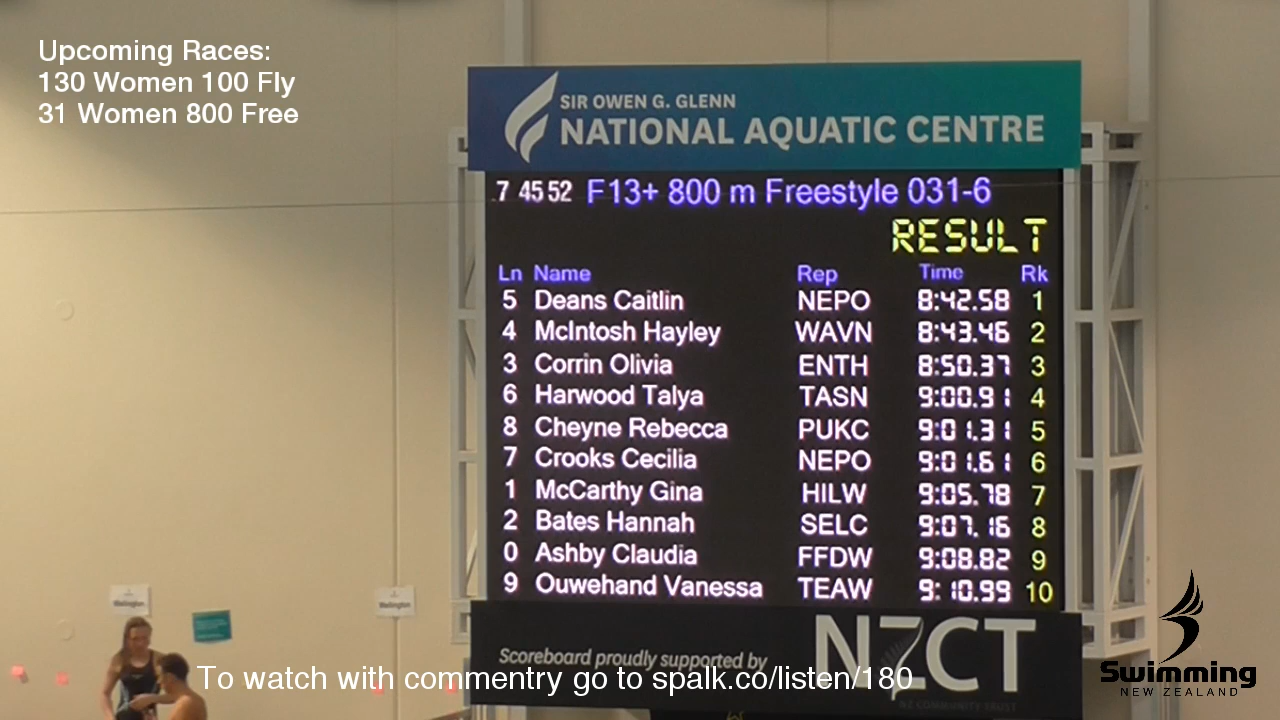 Upcoming Races:
130 Women 100 Fly
31 Women 800 Free
SIR OWEN G. GLENN
NATIONAL AQUATIC CENTRE
.7 45 52 F13+ 800 m Freestyle 031-6
RESULT
Ln Name Rep Time Rk
5 Deans Caitlin NEPO 8:42.58 1
4 McIntosh Hayley WAVN 8:43.46 2
3 Corrin Olivia ENTH 8:50.37 3
6 Harwood Talya TASN 9:00.91 4
8 Cheyne Rebecca PUKC 9:01.31 5
7 Crooks Cecilia NEPO 9:01.61 6
1 McCarthy Gina HILW 9:05.78 7
2 Bates Hannah SELC 9:07.16 8
0 Ashby Claudia FFDW 9:08.82 9
9 Ouwehand Vanessa TEAW 9:10.99 10
Wellington
Wellington
Scoreboard proudly supported by NZCT
NZ COMMUNITY TRUST
To watch with commentry go to spalk.co/listen/180
Swimming
NEW ZEALAND